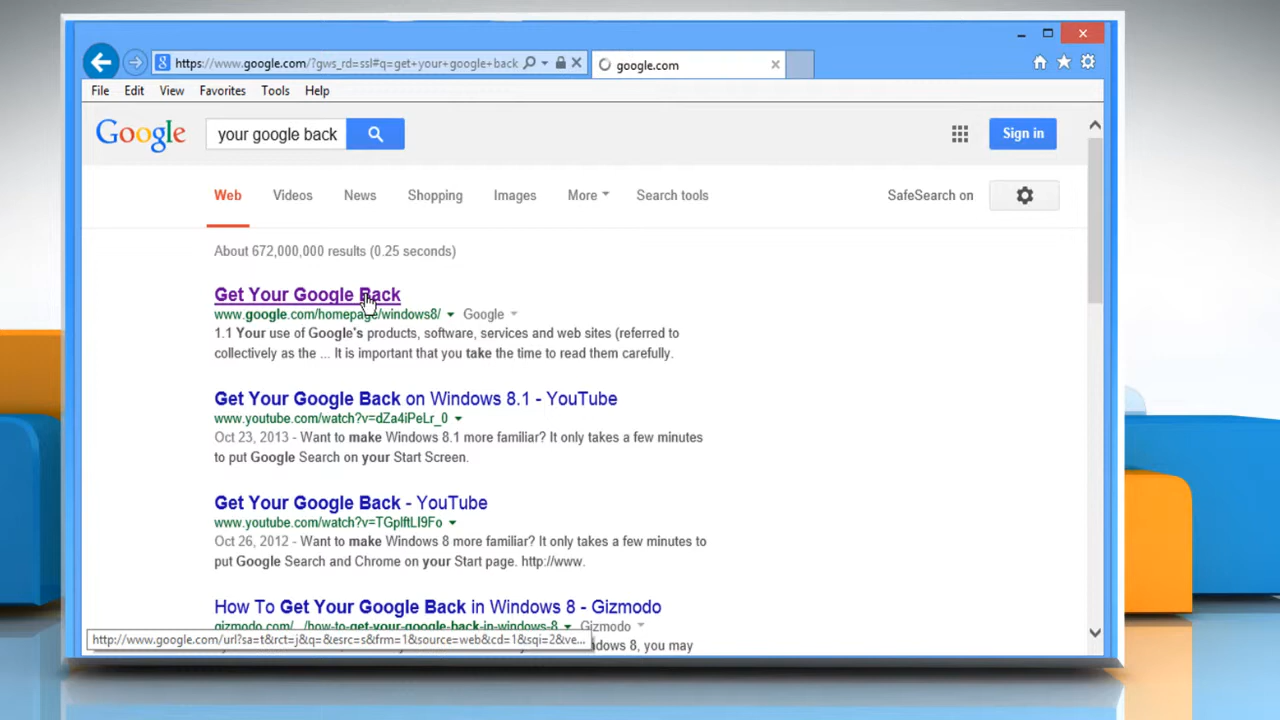 https://www.google.com/?gws_rd=ssl#q=get+your+google+back
google.com
File Edit View Favorites Tools Help
Google your google back Sign in
Web Videos News Shopping Images More Search tools SafeSearch on
About 672,000,000 results (0.25 seconds)
Get Your Google Back
www.google.com/homepage/windows8/ Google
1.1 Your use of Google's products, software, services and web sites (referred to
collectively as the ... It is important that you take the time to read them carefully.
Get Your Google Back on Windows 8.1 - YouTube
www.youtube.com/watch?v=dZa4iPeLr_0
Oct 23, 2013 - Want to make Windows 8.1 more familiar? It only takes a few minutes
to put Google Search on your Start Screen.
Get Your Google Back - YouTube
www.youtube.com/watch?v=TGplftLI9Fo
Oct 26, 2012 - Want to make Windows 8 more familiar? It only takes a few minutes to
put Google Search and Chrome on your Start page. http://www.
How To Get Your Google Back in Windows 8 - Gizmodo
gizmodo.com/.../how-to-get-your-google-back-in-windows-8 Gizmodo
http://www.google.com/url?sa=t&rct=j&q=&esrc=s&frm=1&source=web&cd=1&sqi=2&ve...
windows 8, you may